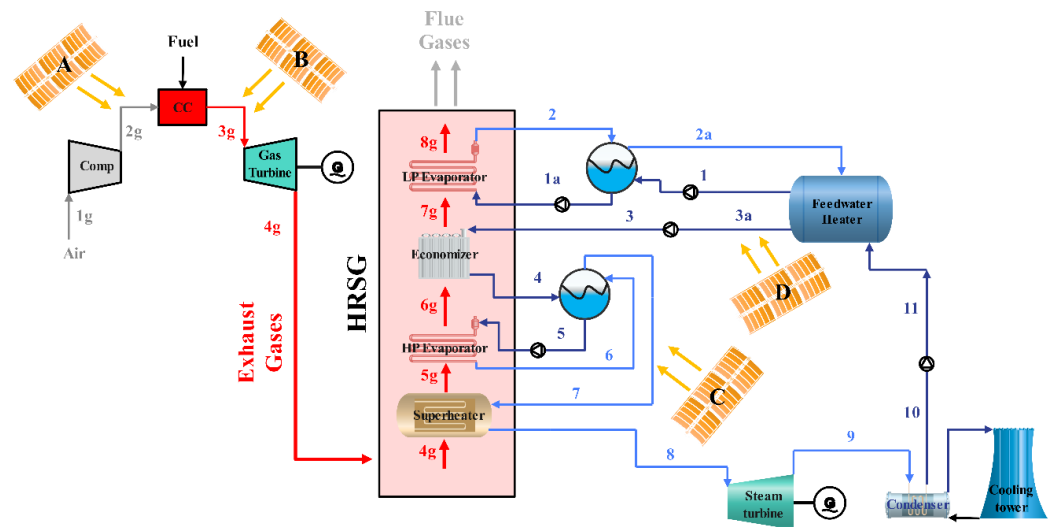 Flue
Gases
Fuel
A
B
CC
2g
3g
Comp
Gas
Turbine
G
1g
Air
4g
8g
2
2a
LP Evaporator
1a
1
7g
3
3a
Feedwater
Heater
Economizer
4
D
HRSG
6g
5
6
11
Exhaust
Gases
HP Evaporator
5g
7
C
Superheater
10
4g
8
9
Steam
turbine
G
Condenser
Cooling
tower